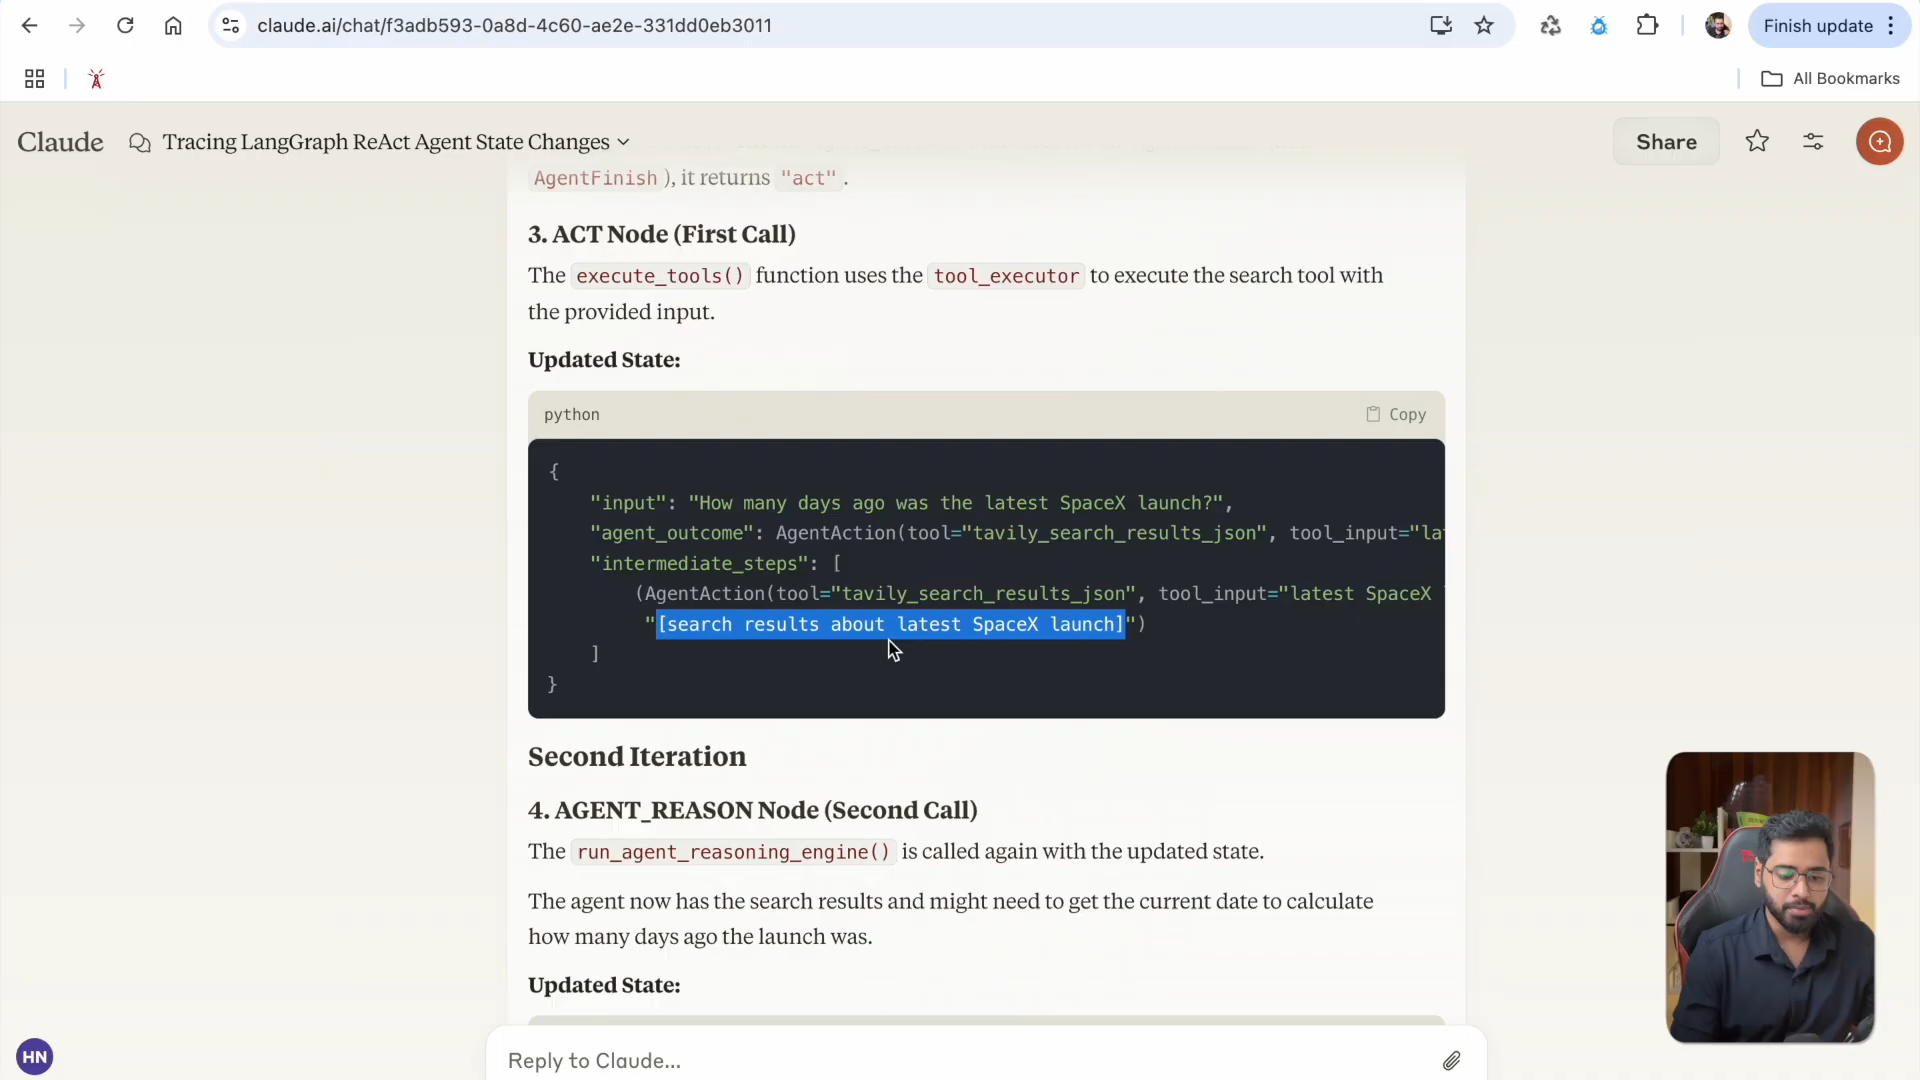 claude.ai/chat/f3adb593-0a8d-4c60-ae2e-331dd0eb3011
Finish update
All Bookmarks
Claude
Tracing LangGraph ReAct Agent State Changes
Share
AgentFinish ), it returns "act" .
3. ACT Node (First Call)
The execute_tools() function uses the tool_executor to execute the search tool with
the provided input.
Updated State:
python
Copy
{
"input": "How many days ago was the latest SpaceX launch?",
"agent_outcome": AgentAction(tool="tavily_search_results_json", tool_input="lat
"intermediate_steps": [
(AgentAction(tool="tavily_search_results_json", tool_input="latest SpaceX
"[search results about latest SpaceX launch]")
]
}
Second Iteration
4. AGENT_REASON Node (Second Call)
The run_agent_reasoning_engine() is called again with the updated state.
The agent now has the search results and might need to get the current date to calculate
how many days ago the launch was.
Updated State:
HN
Reply to Claude...